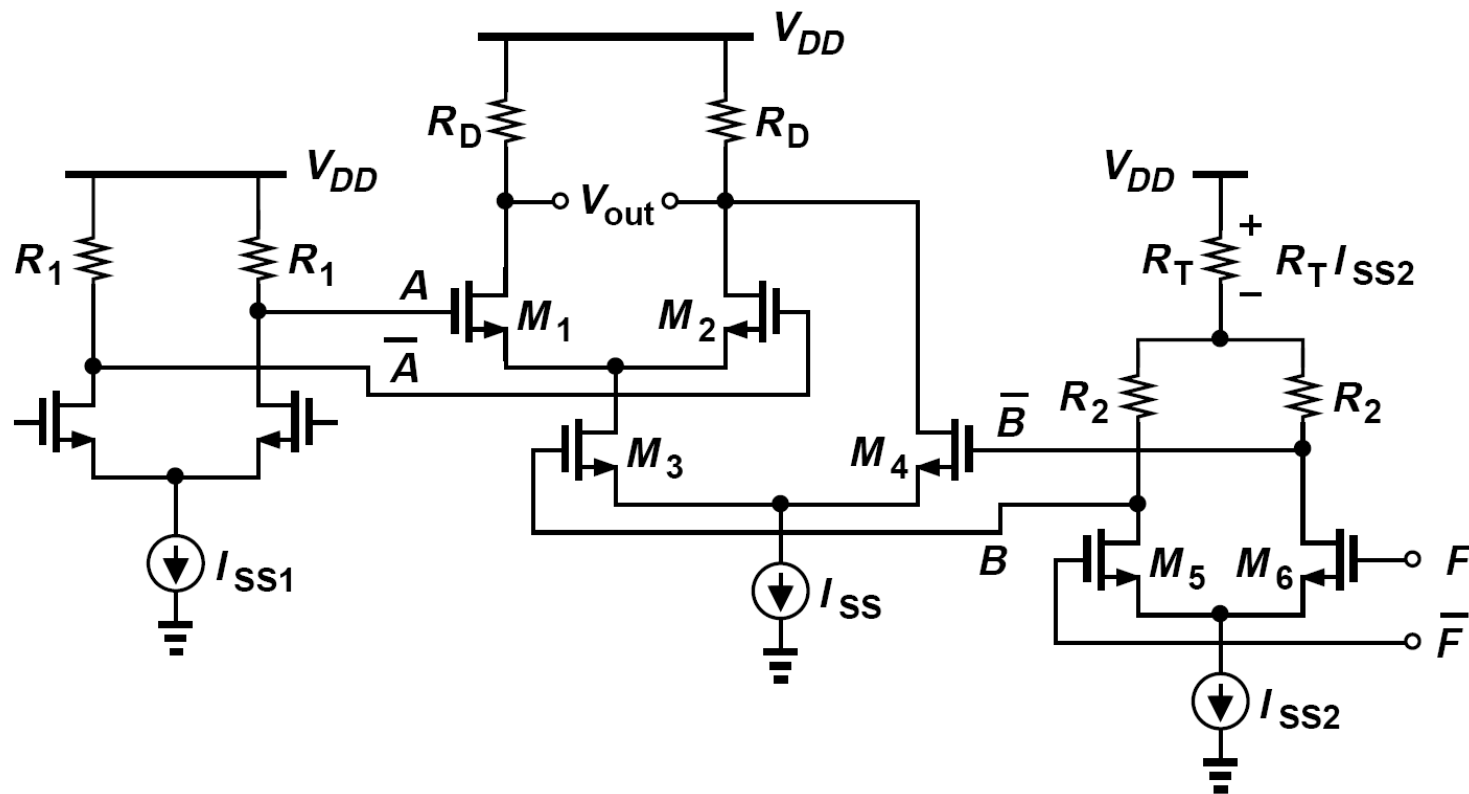 V_DD
R_D
R_D
V_DD
V_DD
V_out
R_1
R_1
R_T
+
−
R_T I_SS2
A
M_1
M_2
A̅
R_2
R_2
B̅
M_3
M_4
B
M_5
M_6
F
I_SS1
I_SS
F̅
I_SS2